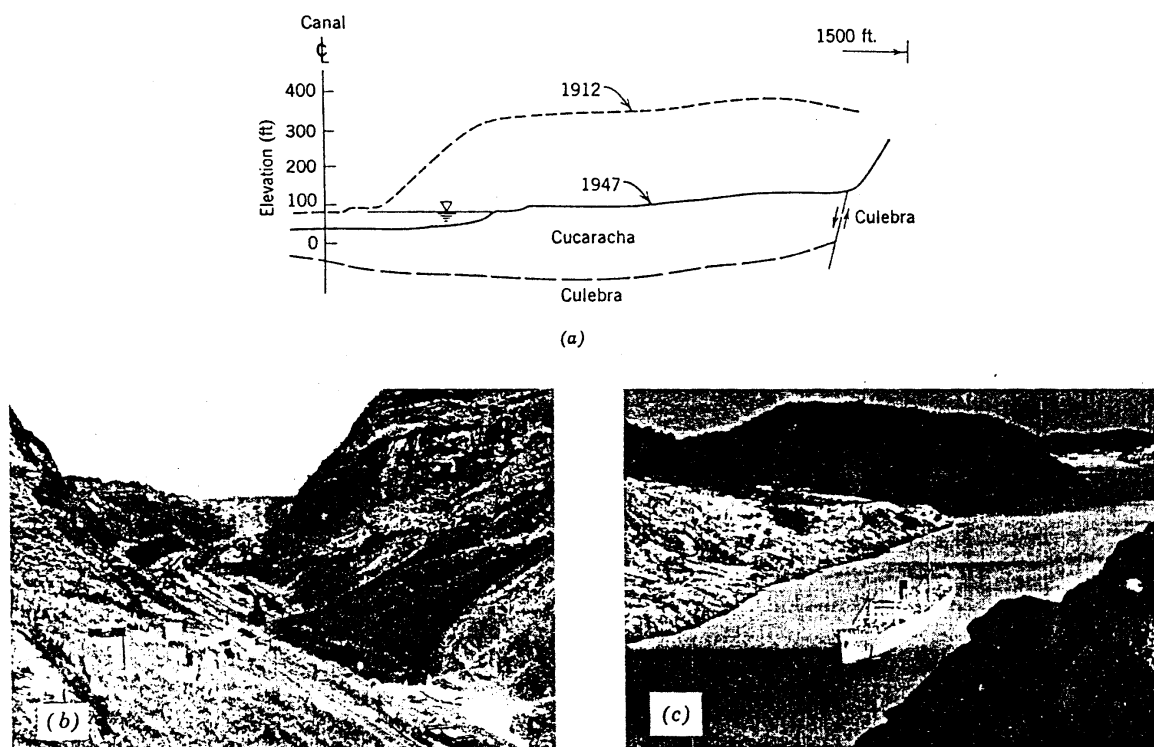 Canal
℄
1500 ft.
400
300
200
100
0
Elevation (ft)
1912
1947
Cucaracha
Culebra
Culebra
(a)
(b)
(c)